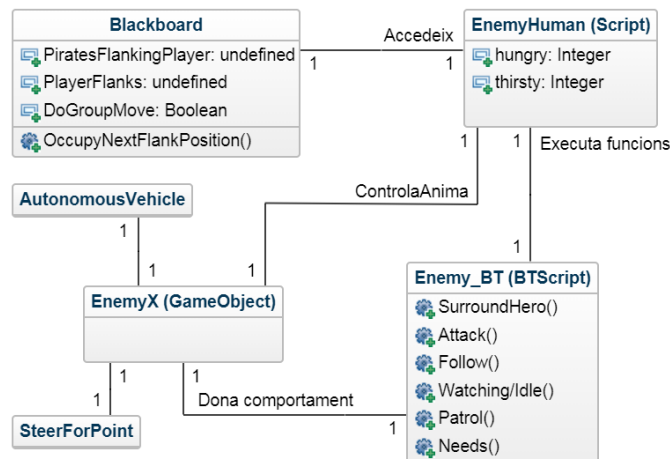 Blackboard
PiratesFlankingPlayer: undefined
PlayerFlanks: undefined
DoGroupMove: Boolean
OccupyNextFlankPosition()
Accedeix
1
1
EnemyHuman (Script)
hungry: Integer
thirsty: Integer
1
1
Executa funcions
ControlaAnima
AutonomousVehicle
1
1
1
1
EnemyX (GameObject)
Enemy_BT (BTScript)
SurroundHero()
Attack()
Follow()
Watching/Idle()
Patrol()
Needs()
1
1
1
Dona comportament
1
SteerForPoint